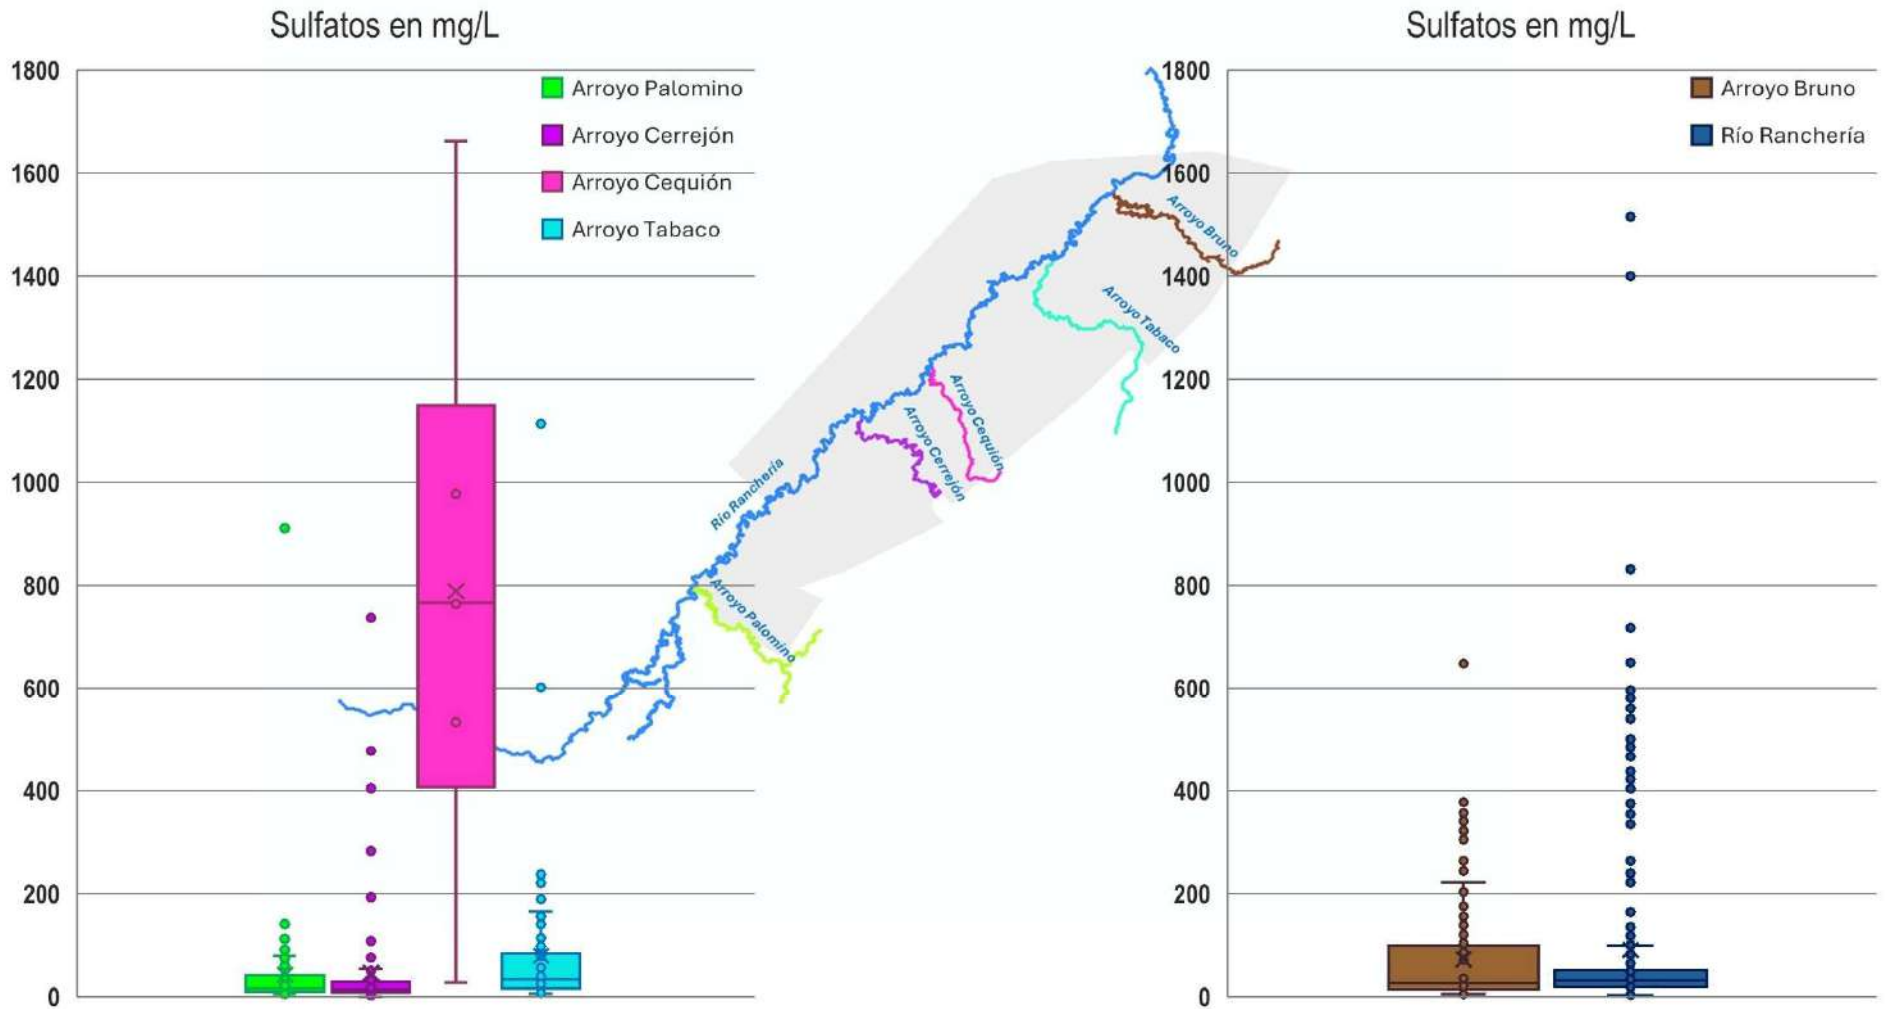 Sulfatos en mg/L
1800
1600
1400
1200
1000
800
600
400
200
0
Arroyo Palomino
Arroyo Cerrejón
Arroyo Cequión
Arroyo Tabaco
Arroyo Bruno
Arroyo Tabaco
Arroyo Cequión
Arroyo Cerrejón
Río Ranchería
Arroyo Palomino
Sulfatos en mg/L
1800
1600
1400
1200
1000
800
600
400
200
0
Arroyo Bruno
Río Ranchería